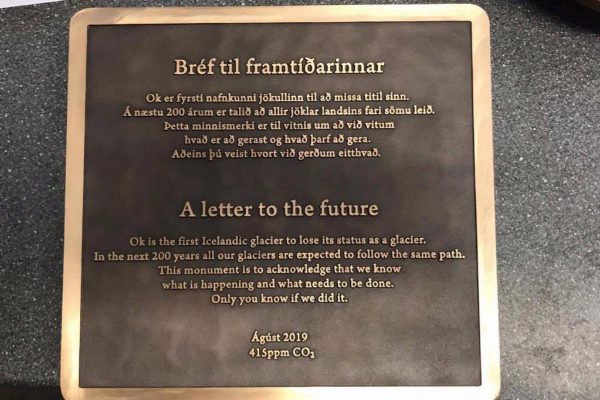 Bréf til framtíðarinnar
Ok er fyrsti nafnkunni jökullinn til að missa titil sinn.
Á næstu 200 árum er talið að allir jöklar landsins fari sömu leið.
Þetta minnismerki er til vitnis um að við vitum
hvað er að gerast og hvað þarf að gera.
Aðeins þú veist hvort við gerðum eitthvað.
A letter to the future
Ok is the first Icelandic glacier to lose its status as a glacier.
In the next 200 years all our glaciers are expected to follow the same path.
This monument is to acknowledge that we know
what is happening and what needs to be done.
Only you know if we did it.
Ágúst 2019
415ppm CO₂